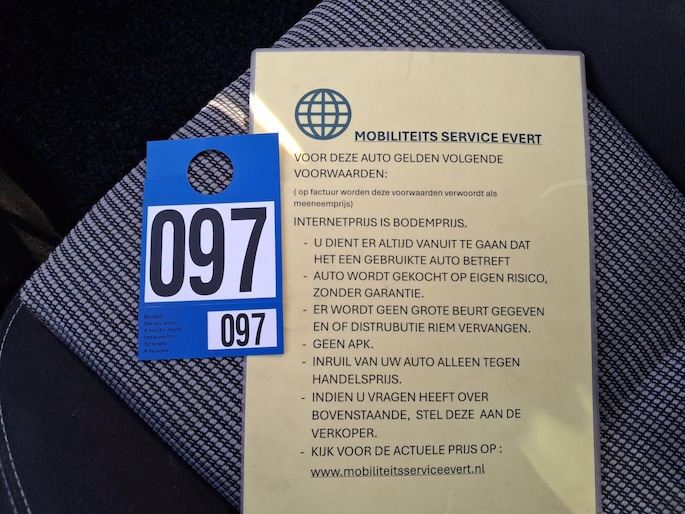 097
097
MOBILITEITS SERVICE EVERT
VOOR DEZE AUTO GELDEN VOLGENDE
VOORWAARDEN:
( op factuur worden deze voorwaarden verwoordt als
meeneemprijs)
INTERNETPRIJS IS BODEMPRIJS.
- U DIENT ER ALTIJD VANUIT TE GAAN DAT
HET EEN GEBRUIKTE AUTO BETREFT
- AUTO WORDT GEKOCHT OP EIGEN RISICO,
ZONDER GARANTIE.
- ER WORDT GEEN GROTE BEURT GEGEVEN
EN OF DISTRUBUTIE RIEM VERVANGEN.
- GEEN APK.
- INRUIL VAN UW AUTO ALLEEN TEGEN
HANDELSPRIJS.
- INDIEN U VRAGEN HEEFT OVER
BOVENSTAANDE, STEL DEZE AAN DE
VERKOPER.
- KIJK VOOR DE ACTUELE PRIJS OP :
www.mobiliteitsserviceevert.nl